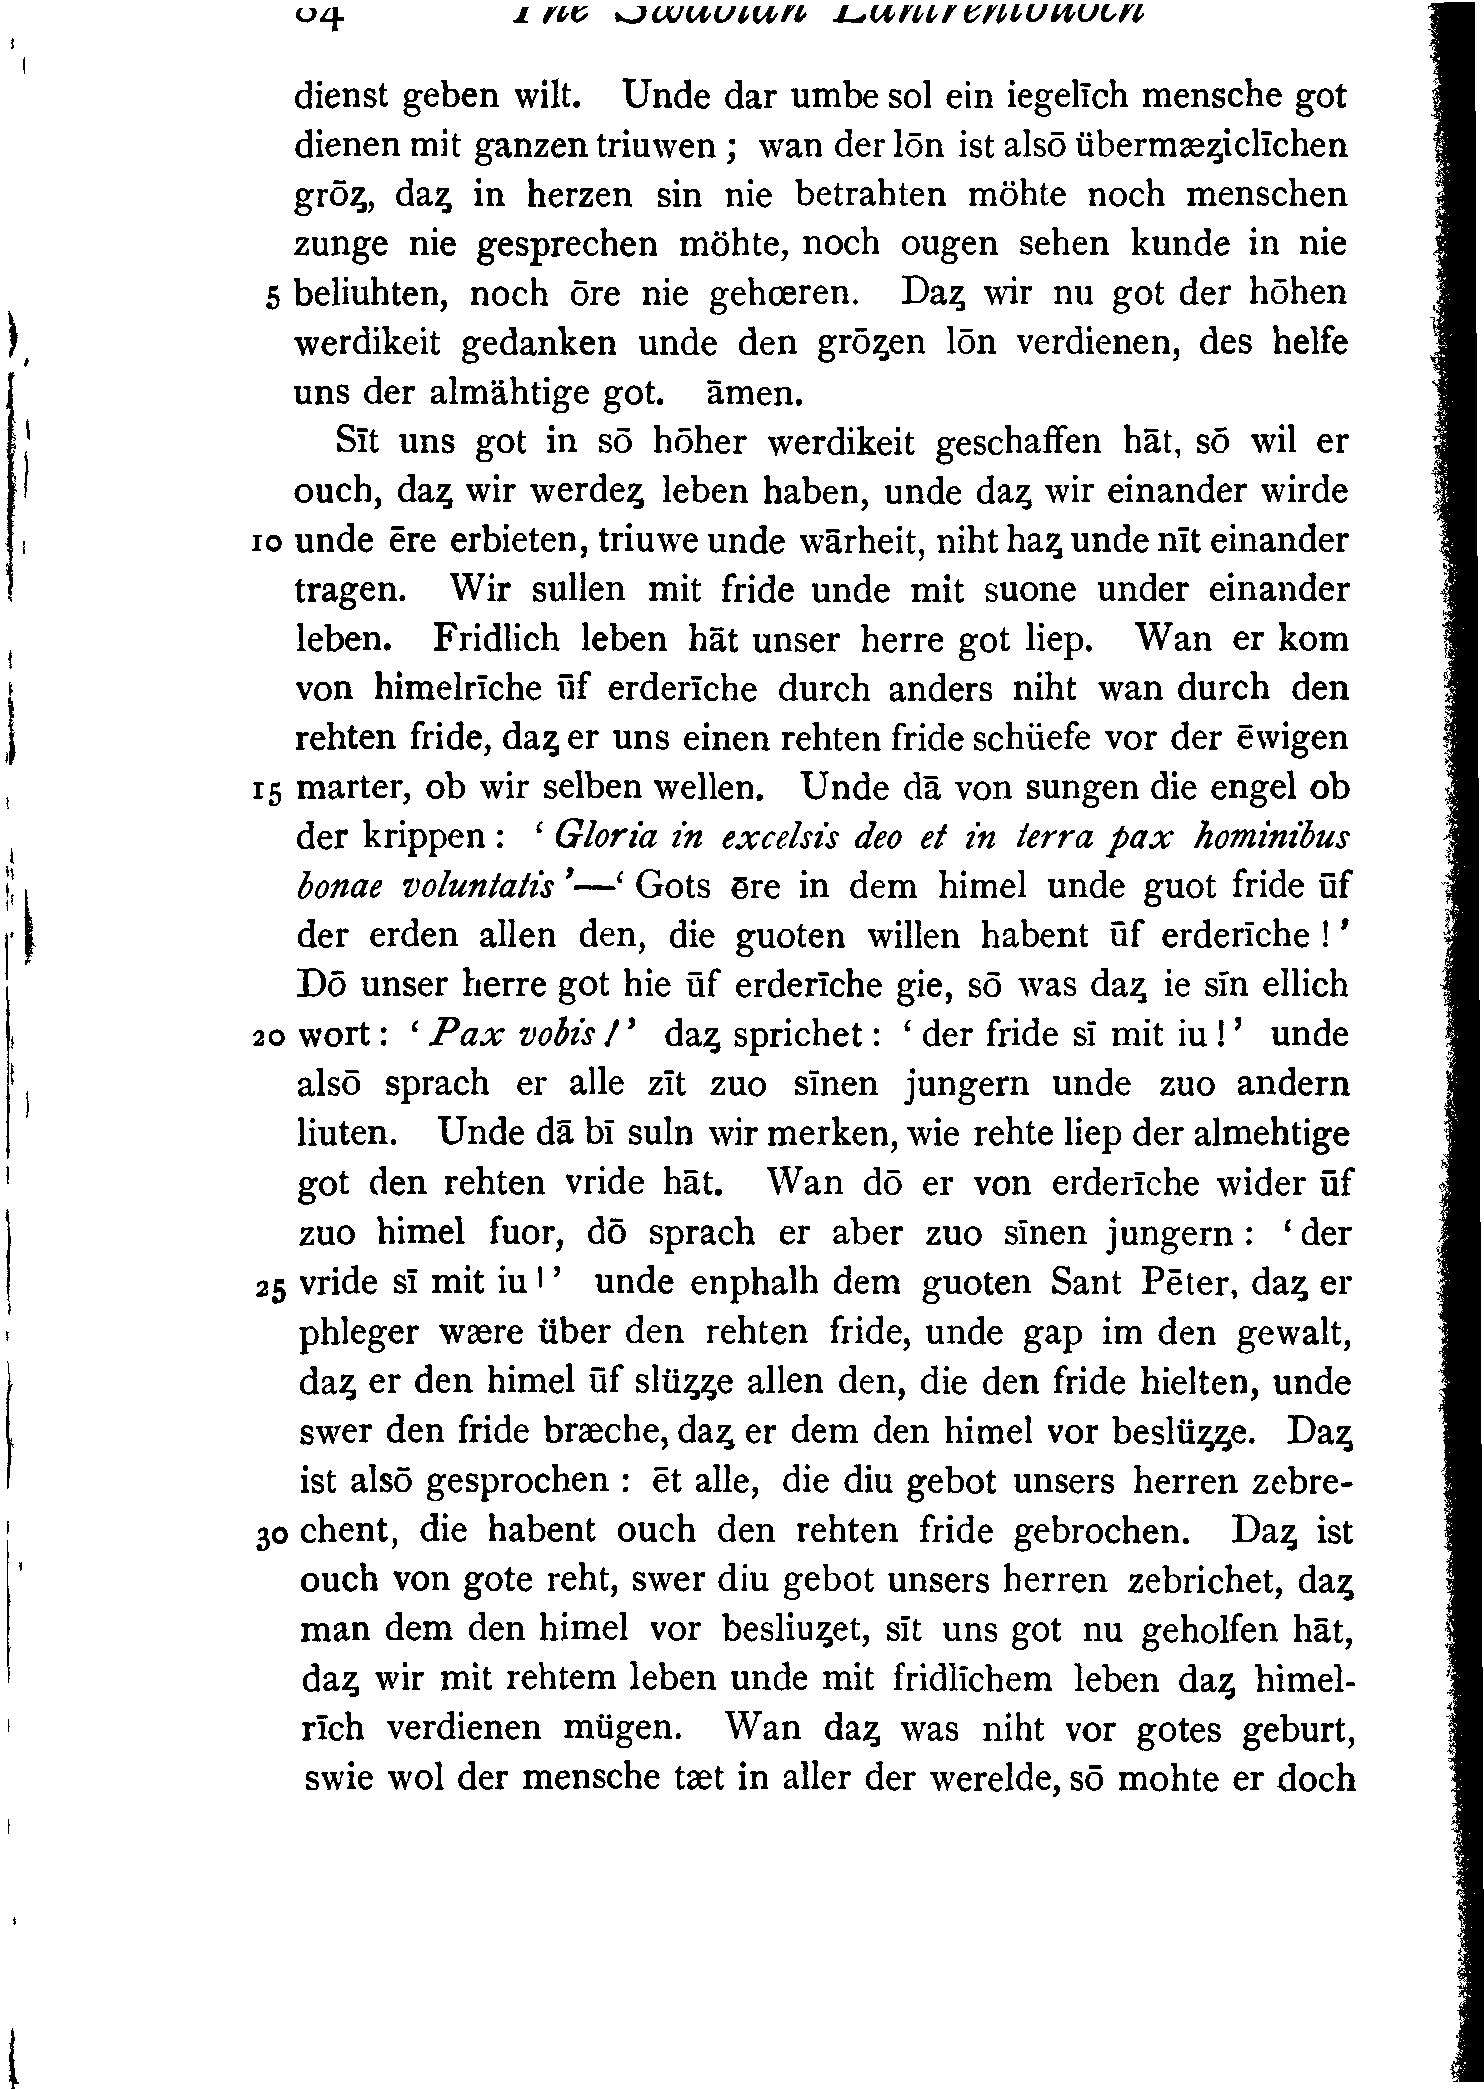 64 The Swabian Lantrehtbuoch
dienst geben wilt. Unde dar umbe sol ein iegelīch mensche got
dienen mit ganzen triuwen ; wan der lōn ist alsō übermæȥiclīchen
grōȥ, daȥ in herzen sin nie betrahten möhte noch menschen
zunge nie gesprechen möhte, noch ougen sehen kunde in nie
5 beliuhten, noch ōre nie gehœren. Daȥ wir nu got der hōhen
werdikeit gedanken unde den grōȥen lōn verdienen, des helfe
uns der almähtige got. āmen.
Sīt uns got in sō hōher werdikeit geschaffen hāt, sō wil er
ouch, daȥ wir werdeȥ leben haben, unde daȥ wir einander wirde
10 unde ēre erbieten, triuwe unde wārheit, niht haȥ unde nīt einander
tragen. Wir sullen mit fride unde mit suone under einander
leben. Fridlich leben hāt unser herre got liep. Wan er kom
von himelrīche ūf erderīche durch anders niht wan durch den
rehten fride, daȥ er uns einen rehten fride schüefe vor der ēwigen
15 marter, ob wir selben wellen. Unde dā von sungen die engel ob
der krippen : ‘ Gloria in excelsis deo et in terra pax hominibus
bonae voluntatis ’—‘ Gots ēre in dem himel unde guot fride ūf
der erden allen den, die guoten willen habent ūf erderīche ! ’
Dō unser herre got hie ūf erderīche gie, sō was daȥ ie sīn ellich
20 wort : ‘ Pax vobis ! ’ daȥ sprichet : ‘ der fride sī mit iu ! ’ unde
alsō sprach er alle zīt zuo sīnen jungern unde zuo andern
liuten. Unde dā bī suln wir merken, wie rehte liep der almehtige
got den rehten vride hāt. Wan dō er von erderīche wider ūf
zuo himel fuor, dō sprach er aber zuo sīnen jungern : ‘ der
25 vride sī mit iu ! ’ unde enphalh dem guoten Sant Pēter, daȥ er
phleger wære über den rehten fride, unde gap im den gewalt,
daȥ er den himel ūf slüȥȥe allen den, die den fride hielten, unde
swer den fride bræche, daȥ er dem den himel vor beslüȥȥe. Daȥ
ist alsō gesprochen : ēt alle, die diu gebot unsers herren zebre-
30 chent, die habent ouch den rehten fride gebrochen. Daȥ ist
ouch von gote reht, swer diu gebot unsers herren zebrichet, daȥ
man dem den himel vor besliuȥet, sīt uns got nu geholfen hāt,
daȥ wir mit rehtem leben unde mit fridlīchem leben daȥ himel-
rīch verdienen mügen. Wan daȥ was niht vor gotes geburt,
swie wol der mensche tæt in aller der werelde, sō mohte er doch